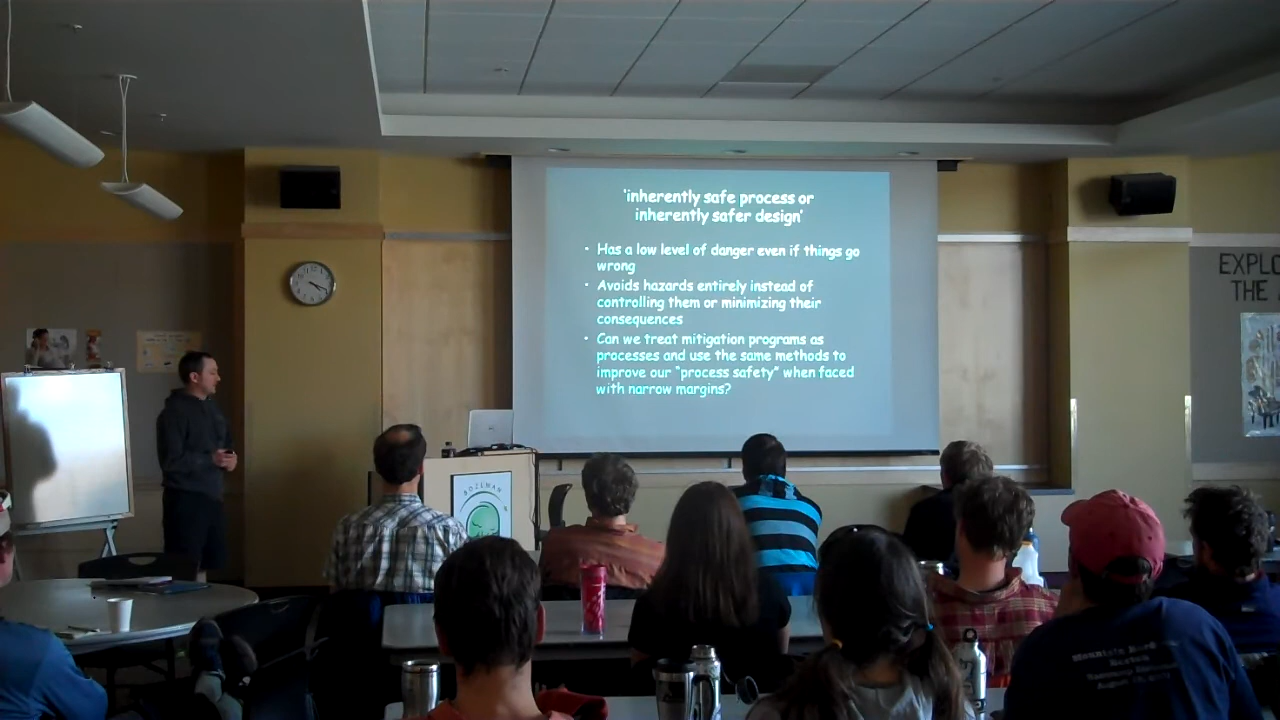 'inherently safe process or
inherently safer design'
• Has a low level of danger even if things go
wrong
• Avoids hazards entirely instead of
controlling them or minimizing their
consequences
• Can we treat mitigation programs as
processes and use the same methods to
improve our "process safety" when faced
with narrow margins?
EXPLO
THE
BOZEMAN